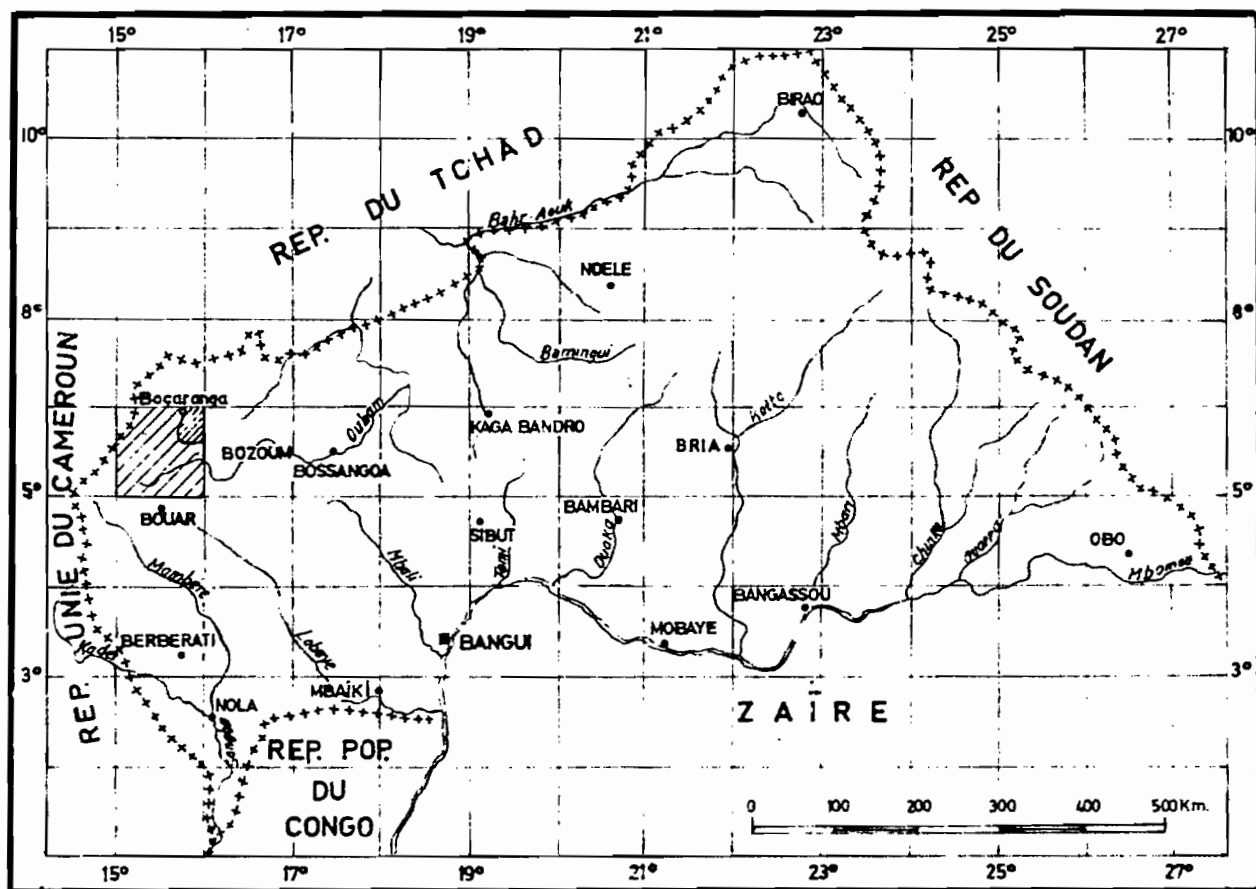 15° 17° 19° 21° 23° 25° 27°
BIRAO
10° 10°
REP. DU TCHAD
REP DU SOUDAN
Bahr-Aouk
NDELE
8° 8°
Bamingui
REP. UNIE DU CAMEROUN
Boçaranga
Ouham
KAGA BANDRO
Kotto
BOZOUM
BOSSANGOA
BRIA
5° 5°
BOUAR
SIBUT
BAMBARI
Ouaka
Mbari
Chinko
OBO
Mbomou
Mambere
Mbali
Tomi
BANGASSOU
BERBERATI
Lobaye
BANGUI
MOBAYE
Kadei
3° 3°
MBAÏKI
NOLA
ZAÏRE
REP. POP.
DU
CONGO
0 100 200 300 400 500 Km.
15° 17° 19° 21° 23° 25° 27°